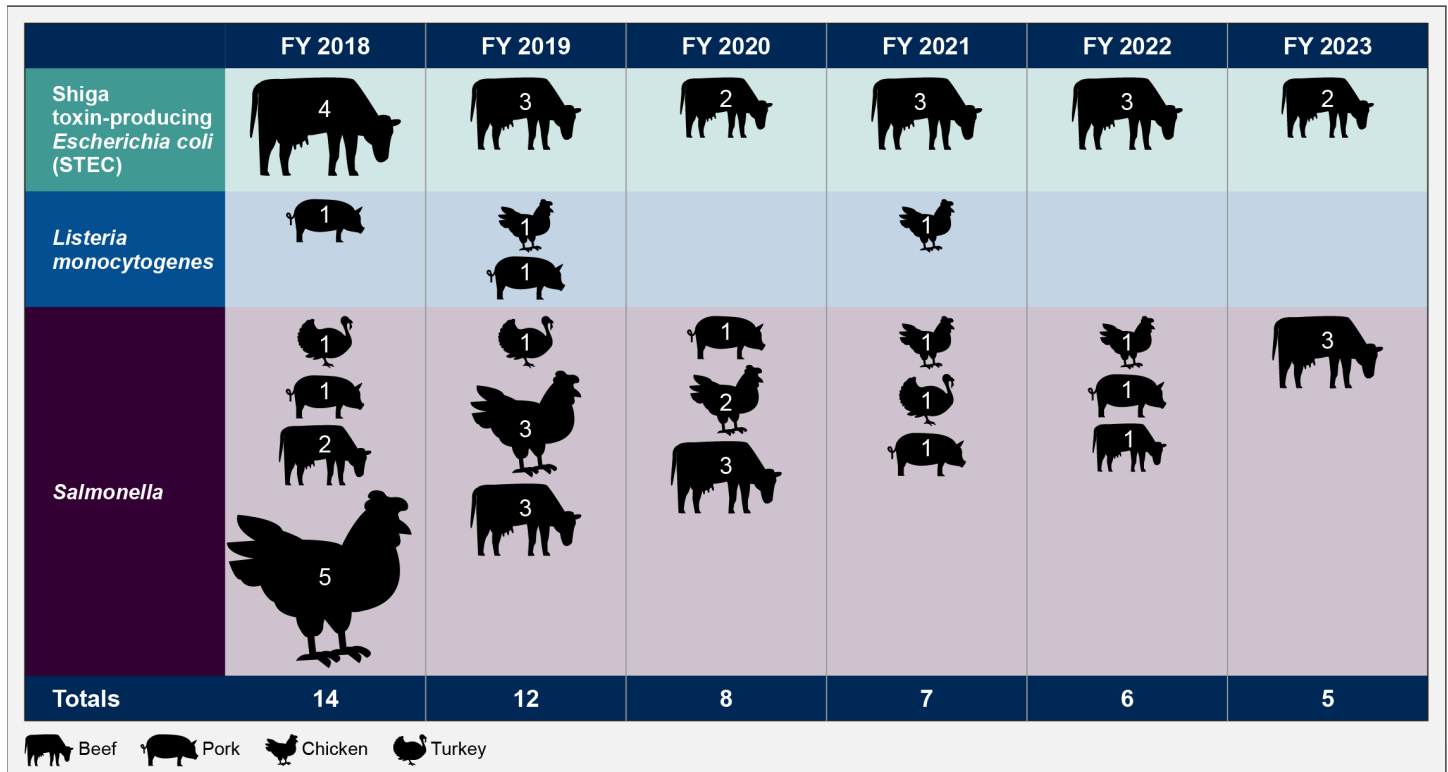 FY 2018 FY 2019 FY 2020 FY 2021 FY 2022 FY 2023
Shiga
toxin-producing
Escherichia coli
(STEC)
4 3 2 3 3 2
Listeria
monocytogenes
1 1 1
1
Salmonella
1 1 1 1 1 3
1 3 2 1 1
2 3 3 1 1
5
Totals 14 12 8 7 6 5
Beef Pork Chicken Turkey